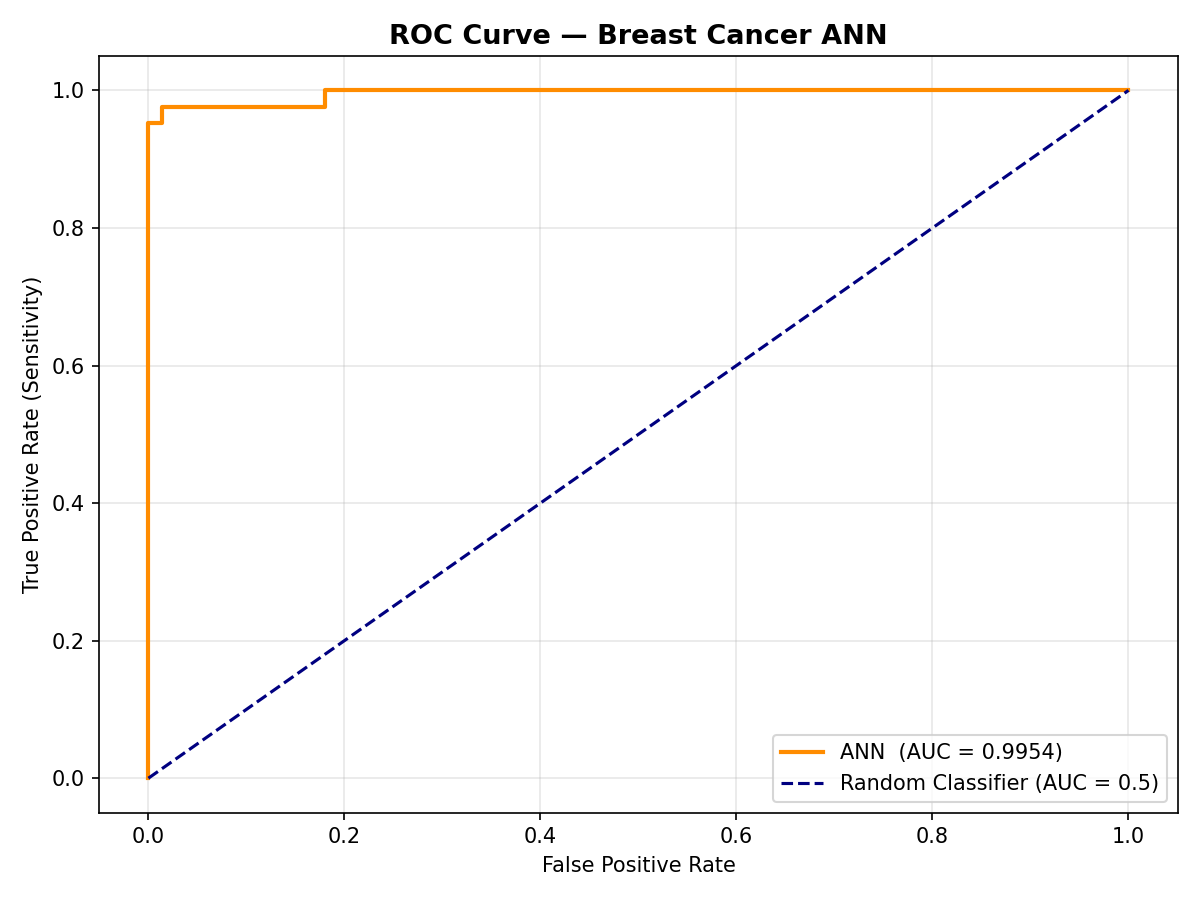 ROC Curve — Breast Cancer ANN
True Positive Rate (Sensitivity)
1.0
0.8
0.6
0.4
0.2
0.0
ANN  (AUC = 0.9954)
Random Classifier (AUC = 0.5)
0.0 0.2 0.4 0.6 0.8 1.0
False Positive Rate